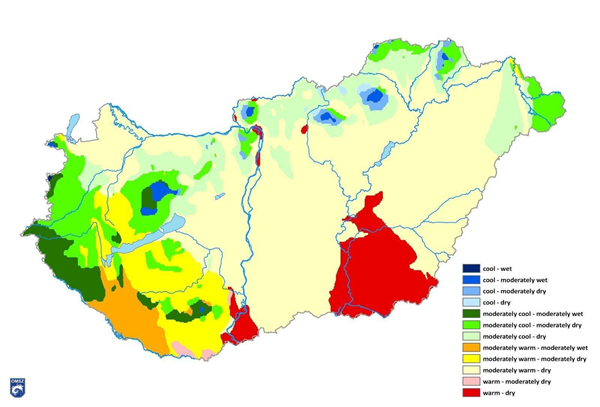 cool - wet
cool - moderately wet
cool - moderately dry
cool - dry
moderately cool - moderately wet
moderately cool - moderately dry
moderately cool - dry
moderately warm - moderately wet
moderately warm - moderately dry
moderately warm - dry
warm - moderately dry
warm - dry
OMSZ